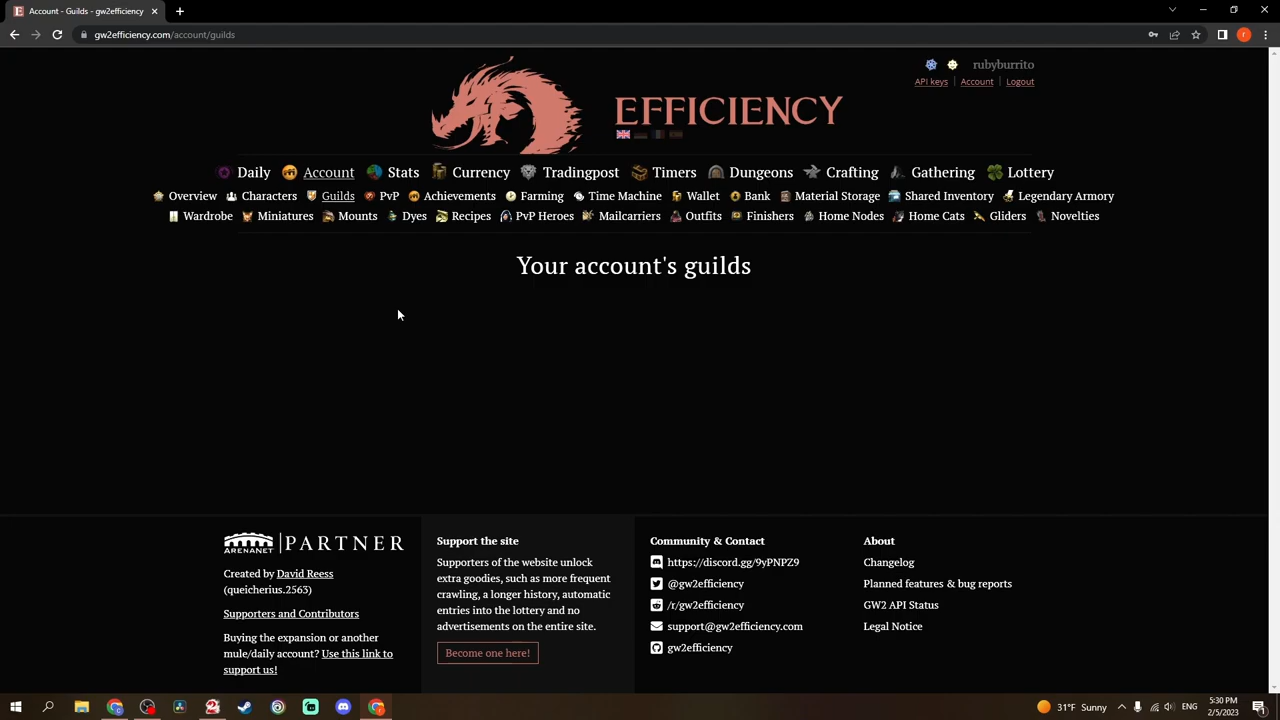 Account - Guilds - gw2efficiency
gw2efficiency.com/account/guilds
r
rubyburrito
API keys Account Logout
EFFICIENCY
Daily Account Stats Currency Tradingpost Timers Dungeons Crafting Gathering Lottery
Overview Characters Guilds PvP Achievements Farming Time Machine Wallet Bank Material Storage Shared Inventory Legendary Armory
Wardrobe Miniatures Mounts Dyes Recipes PvP Heroes Mailcarriers Outfits Finishers Home Nodes Home Cats Gliders Novelties
Your account's guilds
ARENANET PARTNER
Created by David Reess
(queicherius.2563)
Supporters and Contributors
Buying the expansion or another
mule/daily account? Use this link to
support us!
Support the site
Supporters of the website unlock
extra goodies, such as more frequent
crawling, a longer history, automatic
entries into the lottery and no
advertisements on the entire site.
Become one here!
Community & Contact
https://discord.gg/9yPNPZ9
@gw2efficiency
/r/gw2efficiency
support@gw2efficiency.com
gw2efficiency
About
Changelog
Planned features & bug reports
GW2 API Status
Legal Notice
31°F Sunny
ENG
5:30 PM
2/5/2023